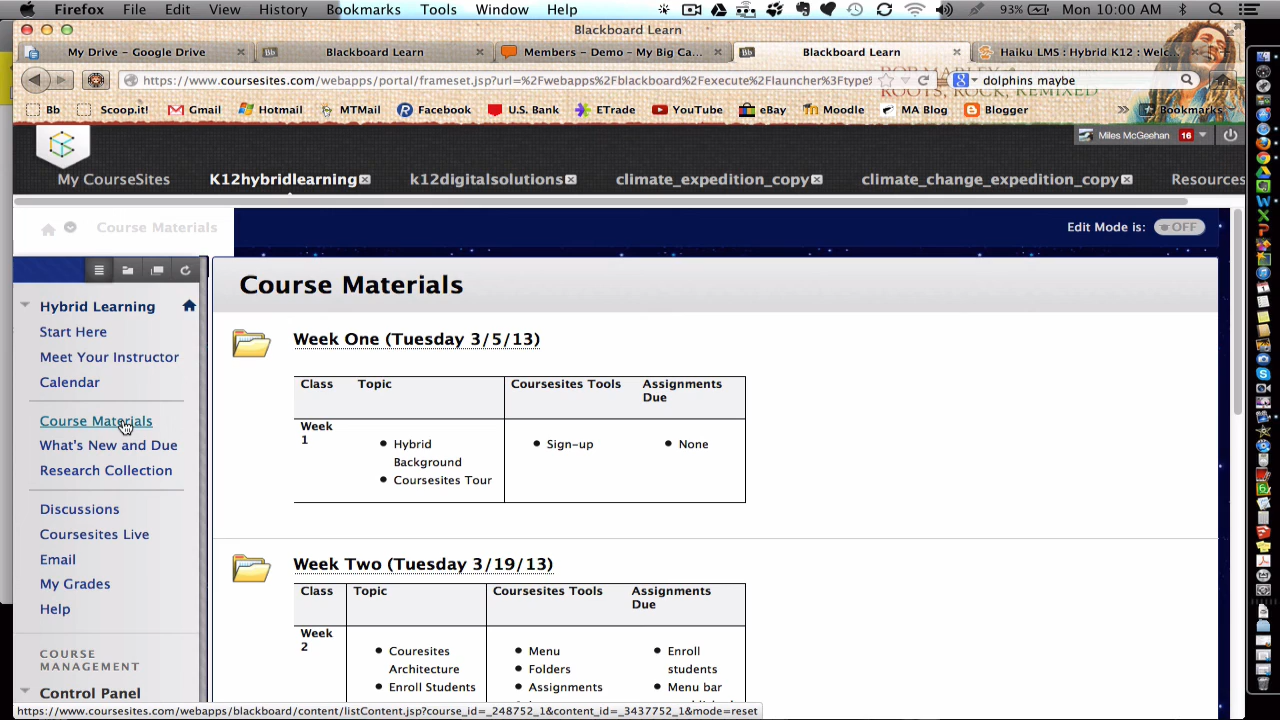 Firefox File Edit View History Bookmarks Tools Window Help 93% Mon 10:00 AM
Blackboard Learn
My Drive – Google Drive Bb Blackboard Learn Members – Demo – My Big Ca... Bb Blackboard Learn Haiku LMS : Hybrid K12 : Welc...
https://www.coursesites.com/webapps/portal/frameset.jsp?url=%2Fwebapps%2Fblackboard%2Fexecute%2Flauncher%3Ftype% dolphins maybe
ROOTS, ROCK, REMIXED
Bb Scoop.it! Gmail Hotmail MTMail Facebook U.S. Bank ETrade YouTube eBay Moodle MA Blog Blogger » Bookmarks
Miles McGeehan 16
My CourseSites K12hybridlearning k12digitalsolutions climate_expedition_copy climate_change_expedition_copy Resources
Course Materials Edit Mode is: OFF
Course Materials
Hybrid Learning
Start Here
Meet Your Instructor
Calendar
Course Materials
What's New and Due
Research Collection
Discussions
Coursesites Live
Email
My Grades
Help
COURSE
MANAGEMENT
Control Panel
Week One (Tuesday 3/5/13)
Class Topic Coursesites Tools Assignments
Due
Week
1
• Hybrid
Background
• Coursesites Tour
• Sign-up
• None
Week Two (Tuesday 3/19/13)
Class Topic Coursesites Tools Assignments
Due
Week
2
• Couresites
Architecture
• Enroll Students
• Menu
• Folders
• Assignments
• Enroll
students
• Menu bar
https://www.coursesites.com/webapps/blackboard/content/listContent.jsp?course_id=_248752_1&content_id=_3437752_1&mode=reset